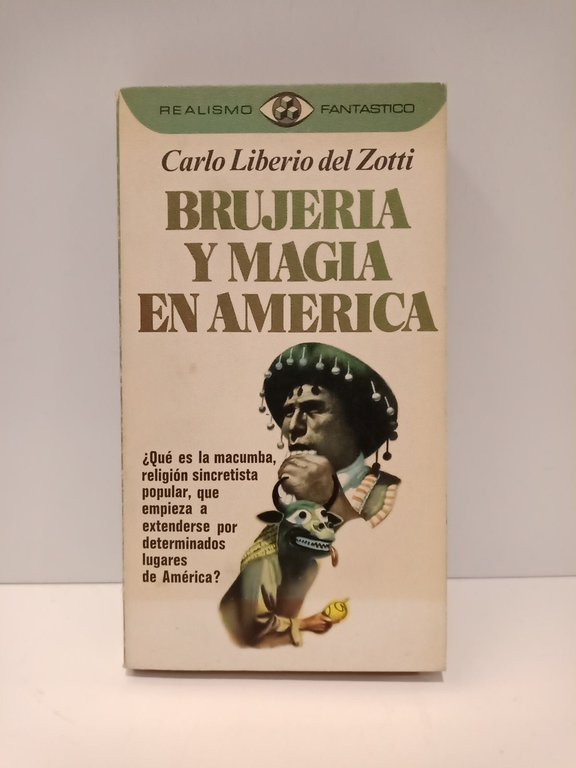 REALISMO FANTASTICO
Carlo Liberio del Zotti
BRUJERIA
Y MAGIA
EN AMERICA
¿Qué es la macumba,
religión sincretista
popular, que
empieza a
extenderse por
determinados
lugares
de América?